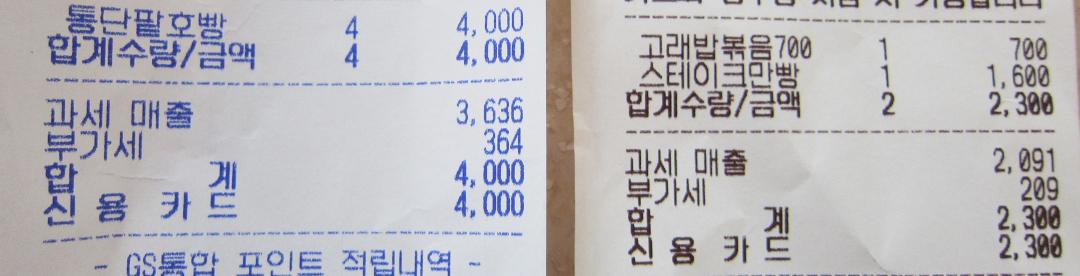 통단팥호빵 4 4,000
합계수량/금액 4 4,000
과세 매출 3,636
부가세 364
합 계 4,000
신 용 카 드 4,000
- GS통합 포인트 적립내역 -
고래밥볶음700 1 700
스테이크만빵 1 1,600
합계수량/금액 2 2,300
과세 매출 2,091
부가세 209
합 계 2,300
신 용 카 드 2,300